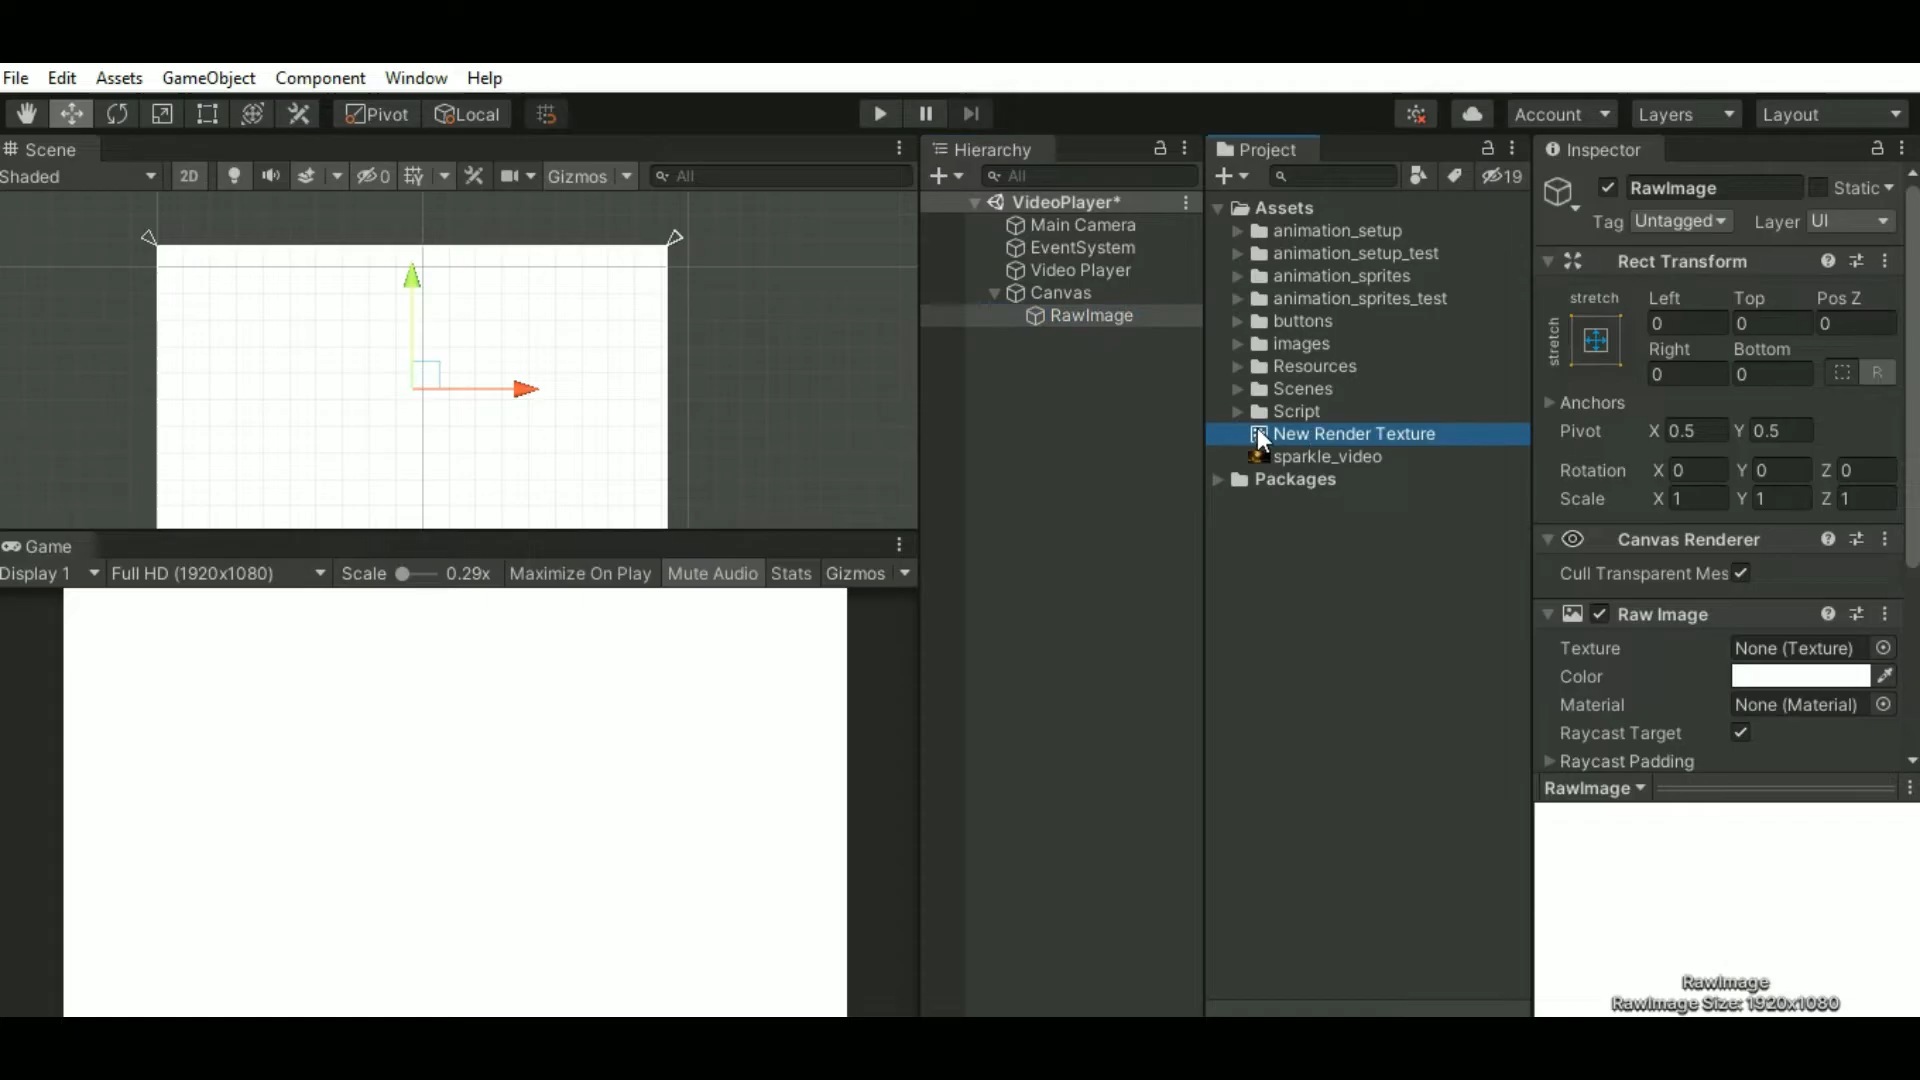 File Edit Assets GameObject Component Window Help
Pivot Local Account Layers Layout
Scene
Shaded 2D 0 Gizmos All
Hierarchy
All
VideoPlayer*
Main Camera
EventSystem
Video Player
Canvas
RawImage
Project
19
Assets
animation_setup
animation_setup_test
animation_sprites
animation_sprites_test
buttons
images
Resources
Scenes
Script
New Render Texture
sparkle_video
Packages
Inspector
RawImage Static
Tag Untagged Layer UI
Rect Transform
stretch Left Top Pos Z
stretch 0 0 0
Right Bottom
0 0 R
Anchors
Pivot X 0.5 Y 0.5
Rotation X 0 Y 0 Z 0
Scale X 1 Y 1 Z 1
Canvas Renderer
Cull Transparent Mes
Raw Image
Texture None (Texture)
Color
Material None (Material)
Raycast Target
Raycast Padding
RawImage
RawImage
RawImage Size: 1920x1080
Game
Display 1 Full HD (1920x1080) Scale 0.29x Maximize On Play Mute Audio Stats Gizmos